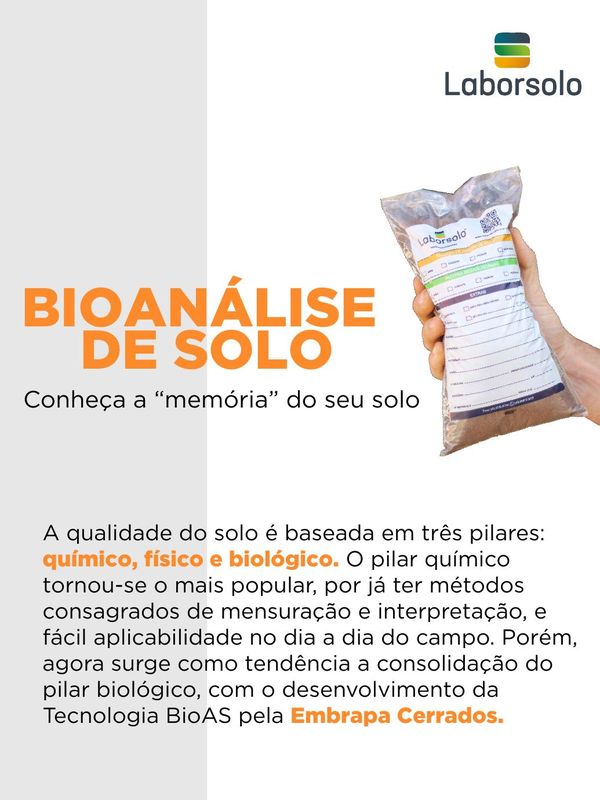 Laborsolo
Laborsolo
BIOANÁLISE
DE SOLO
Conheça a “memória” do seu solo
A qualidade do solo é baseada em três pilares:
químico, físico e biológico. O pilar químico
tornou-se o mais popular, por já ter métodos
consagrados de mensuração e interpretação, e
fácil aplicabilidade no dia a dia do campo. Porém,
agora surge como tendência a consolidação do
pilar biológico, com o desenvolvimento da
Tecnologia BioAS pela Embrapa Cerrados.